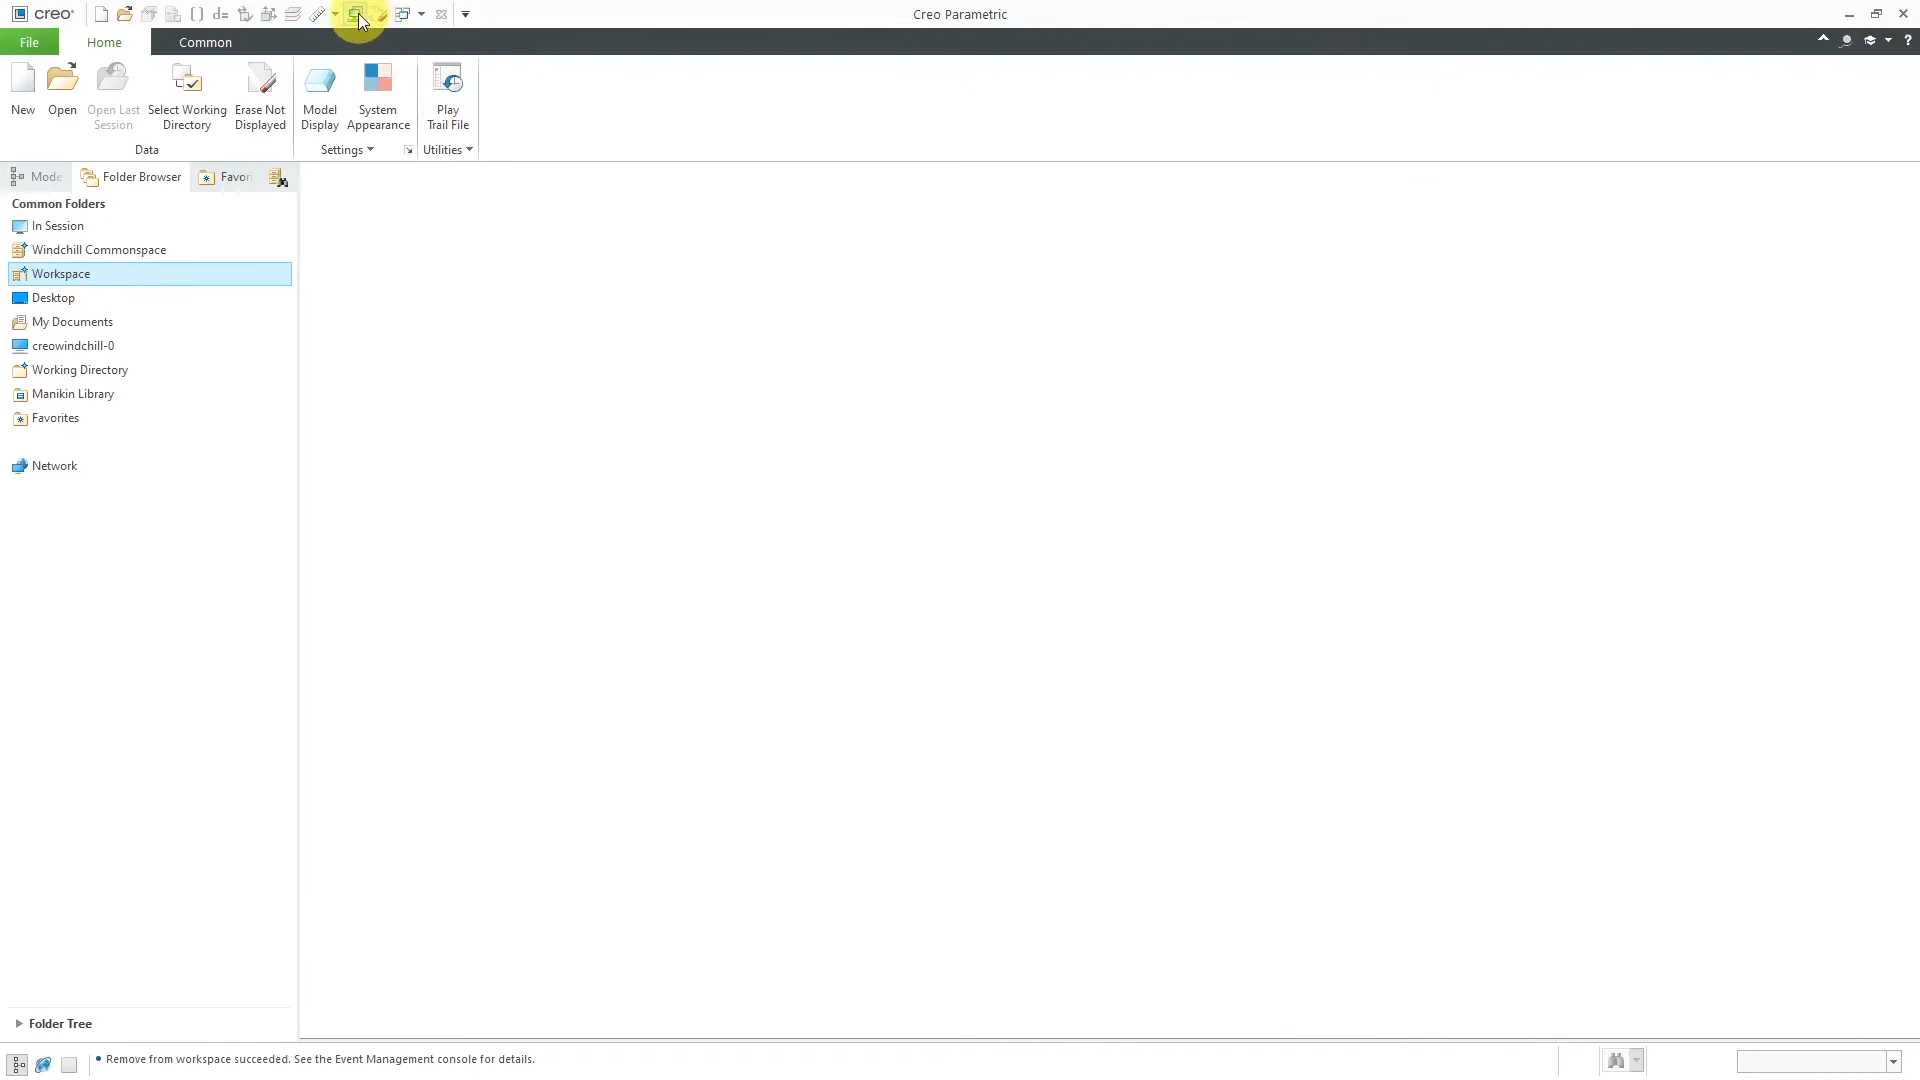 creo
d=
Creo Parametric
File
Home
Common
?
New
Open
Open Last
Session
Select Working
Directory
Erase Not
Displayed
Model
Display
System
Appearance
Play
Trail File
Data
Settings
Utilities
Mode
Folder Browser
Favor
Common Folders
In Session
Windchill Commonspace
Workspace
Desktop
My Documents
creowindchill-0
Working Directory
Manikin Library
Favorites
Network
Folder Tree
Remove from workspace succeeded. See the Event Management console for details.